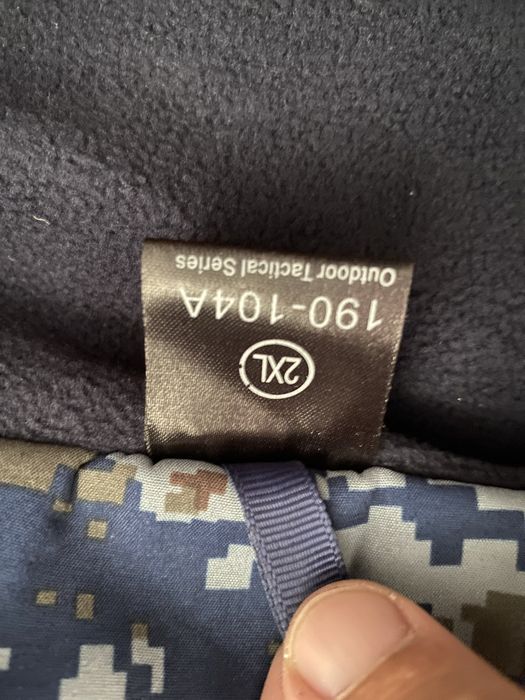 2XL
190-104A
Outdoor Tactical Series